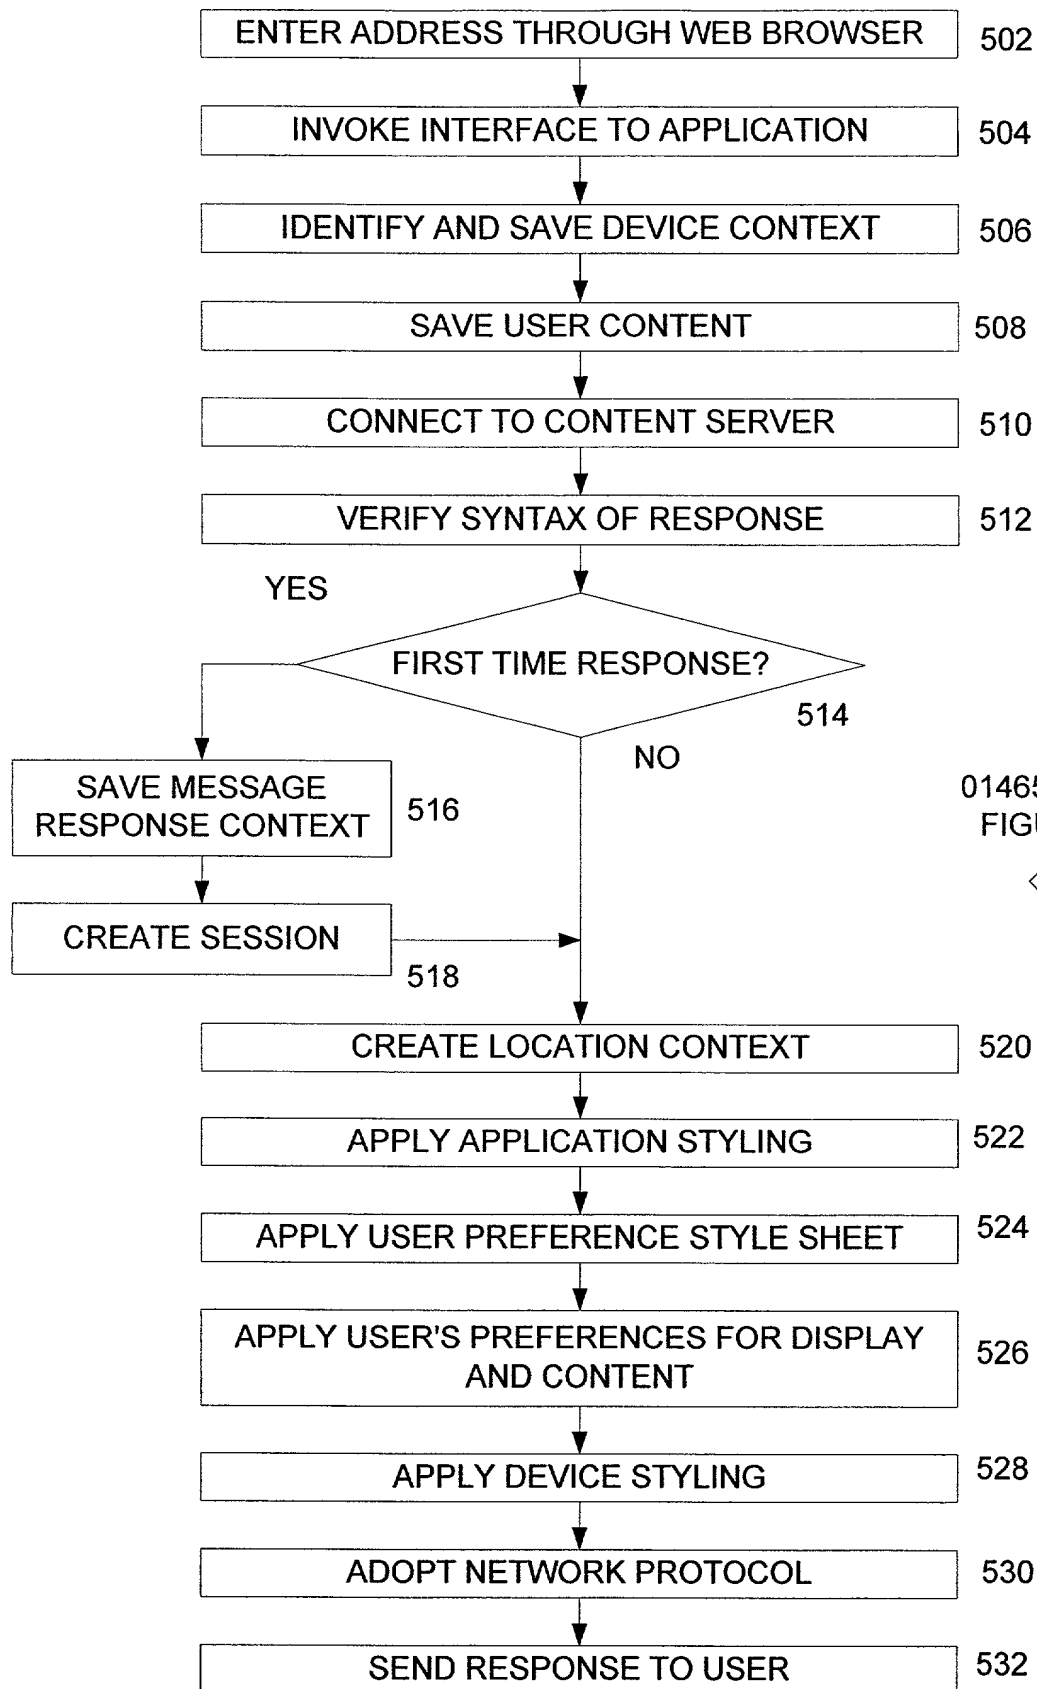 ENTER ADDRESS THROUGH WEB BROWSER 502
INVOKE INTERFACE TO APPLICATION 504
IDENTIFY AND SAVE DEVICE CONTEXT 506
SAVE USER CONTENT 508
CONNECT TO CONTENT SERVER 510
VERIFY SYNTAX OF RESPONSE 512
YES
FIRST TIME RESPONSE?
514
NO
SAVE MESSAGE
RESPONSE CONTEXT
516
CREATE SESSION
518
01465
FIGU
CREATE LOCATION CONTEXT 520
APPLY APPLICATION STYLING 522
APPLY USER PREFERENCE STYLE SHEET 524
APPLY USER'S PREFERENCES FOR DISPLAY
AND CONTENT
526
APPLY DEVICE STYLING 528
ADOPT NETWORK PROTOCOL 530
SEND RESPONSE TO USER 532